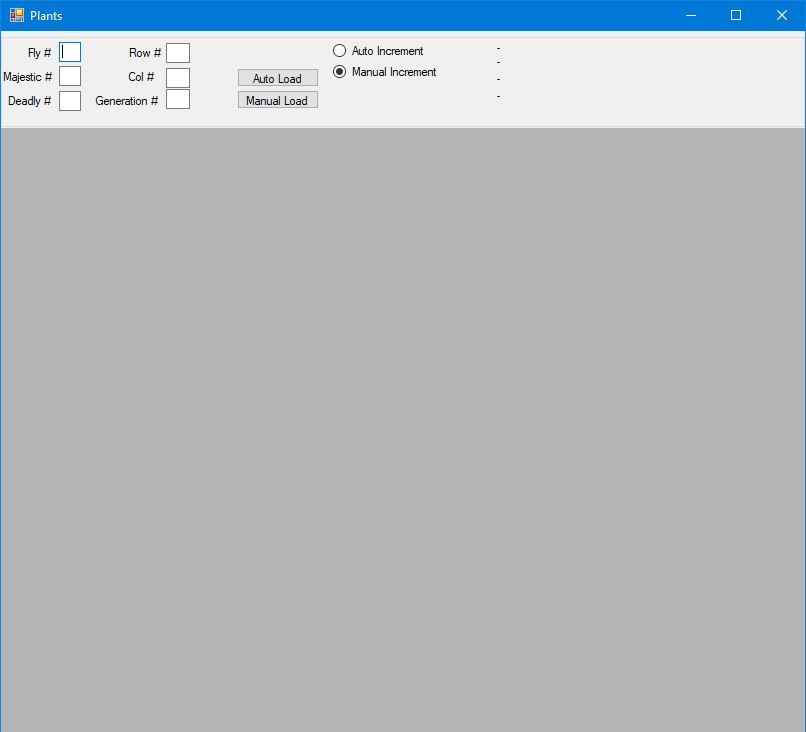 Plants
Fly #
Row #
Auto Increment
-
Majestic #
Col #
Auto Load
Manual Increment
-
-
Deadly #
Generation #
Manual Load
-